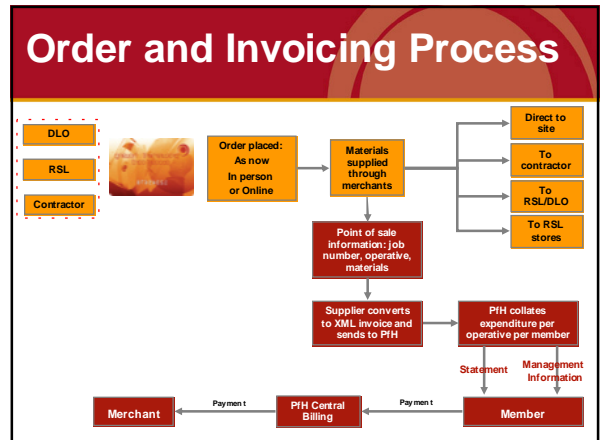 Order and Invoicing Process
DLO
RSL
Contractor
Order placed:
As now
In person
or Online
Materials
supplied
through
merchants
Direct to
site
To
contractor
To
RSL/DLO
To RSL
stores
Point of sale
information: job
number, operative,
materials
Supplier converts
to XML invoice and
sends to PfH
PfH collates
expenditure per
operative per member
Statement
Management
Information
Merchant
Payment
PfH Central
Billing
Payment
Member